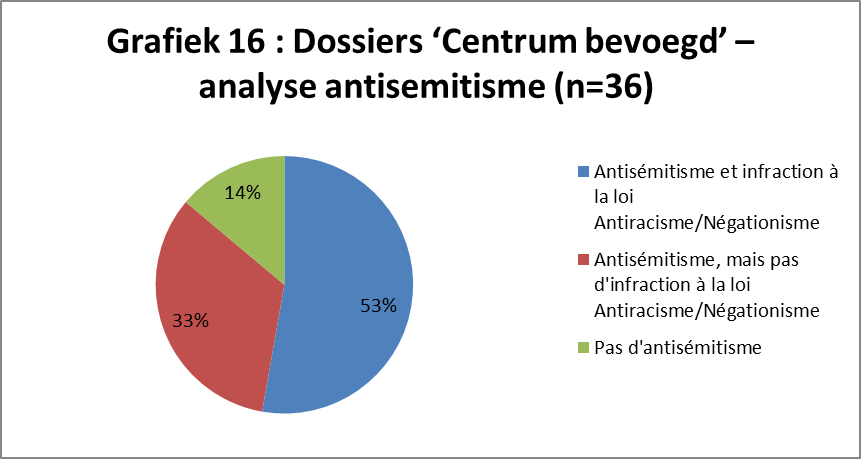 Grafiek 16 : Dossiers ‘Centrum bevoegd’ –
analyse antisemitisme (n=36)
14%
33%
53%
Antisémitisme et infraction à
la loi
Antiracisme/Négationisme
Antisémitisme, mais pas
d'infraction à la loi
Antiracisme/Négationisme
Pas d'antisémitisme